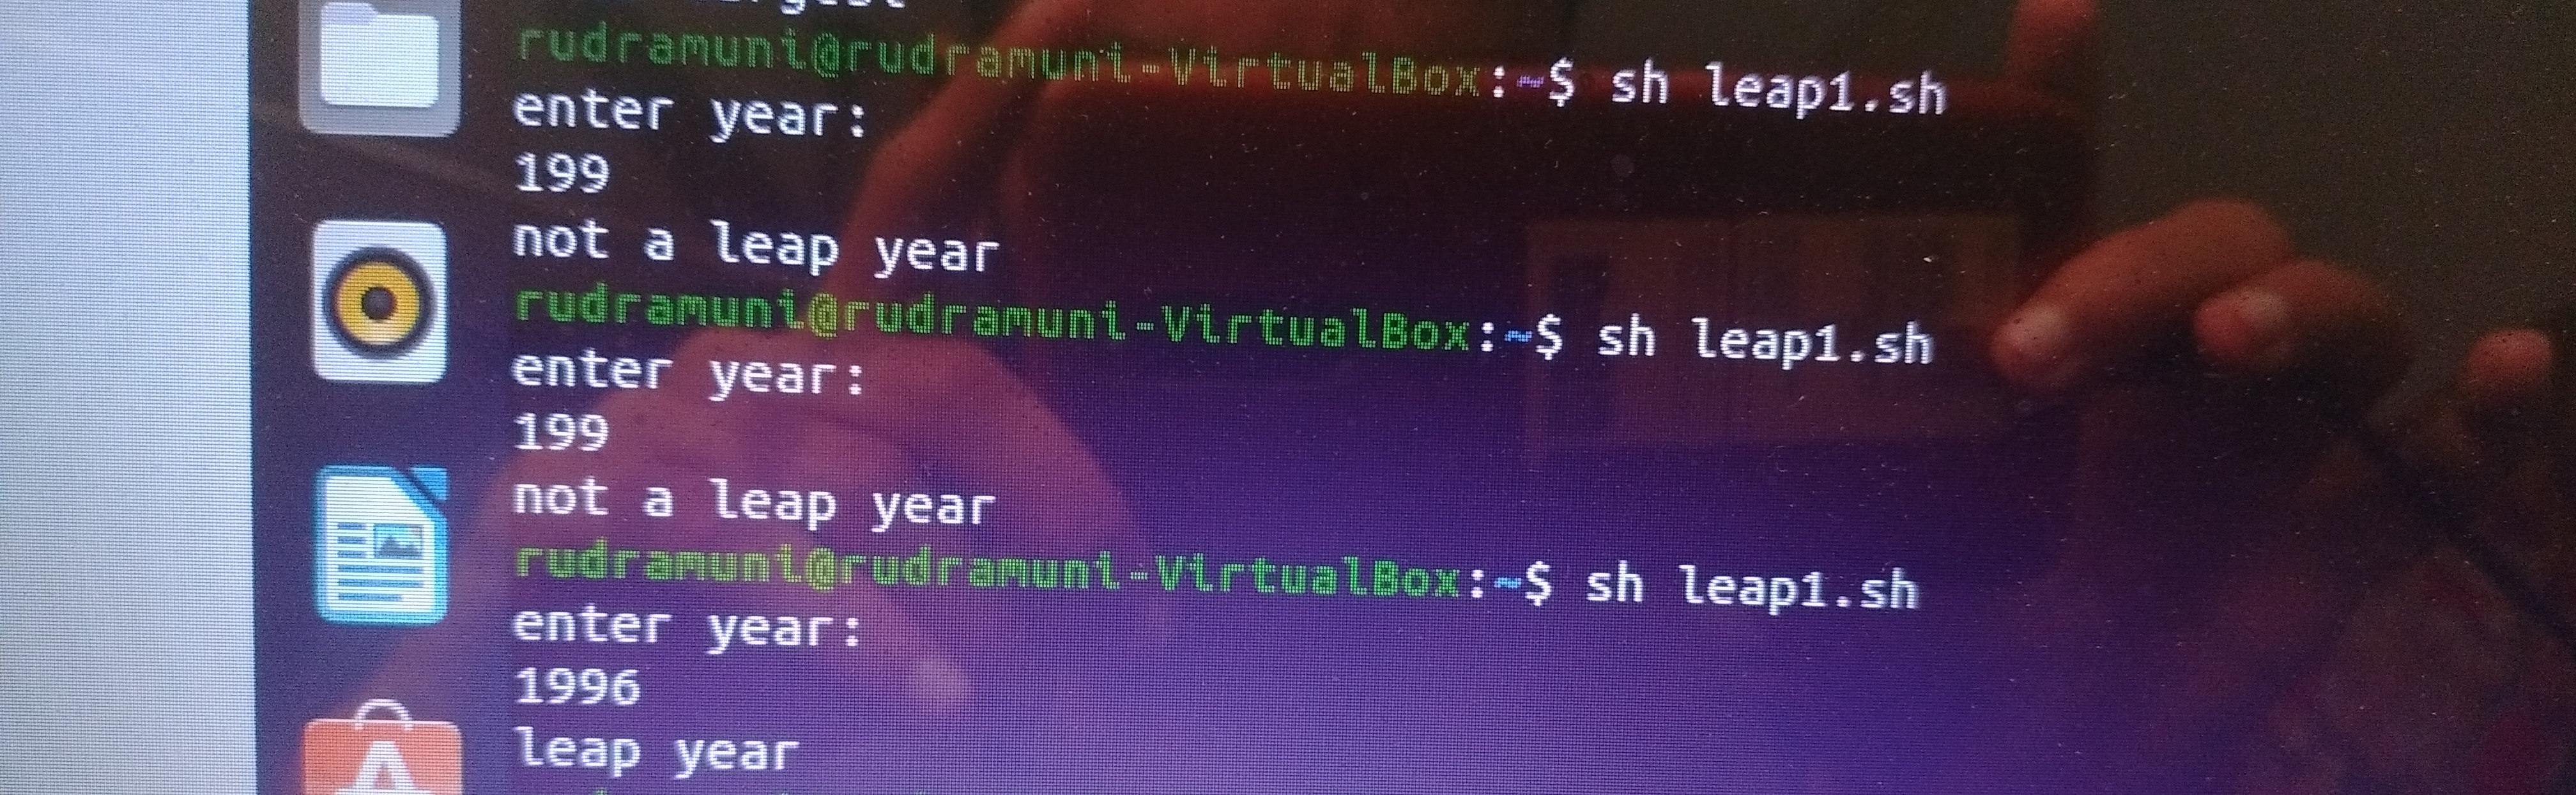 rudramuni@rudramuni-VirtualBox:~$ sh leap1.sh
enter year:
199
not a leap year
rudramuni@rudramuni-VirtualBox:~$ sh leap1.sh
enter year:
199
not a leap year
rudramuni@rudramuni-VirtualBox:~$ sh leap1.sh
enter year:
1996
leap year